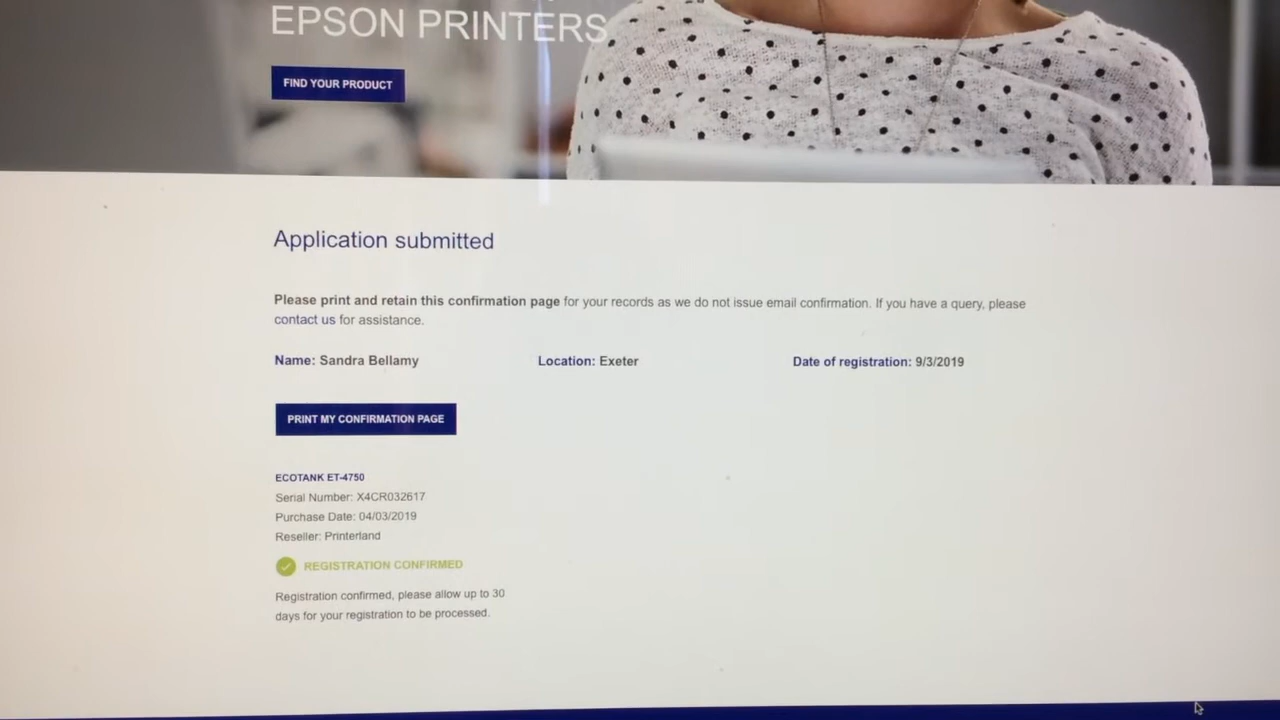 EPSON PRINTERS
FIND YOUR PRODUCT
Application submitted
Please print and retain this confirmation page for your records as we do not issue email confirmation. If you have a query, please
contact us for assistance.
Name: Sandra Bellamy
Location: Exeter
Date of registration: 9/3/2019
PRINT MY CONFIRMATION PAGE
ECOTANK ET-4750
Serial Number: X4CR032617
Purchase Date: 04/03/2019
Reseller: Printerland
REGISTRATION CONFIRMED
Registration confirmed, please allow up to 30
days for your registration to be processed.